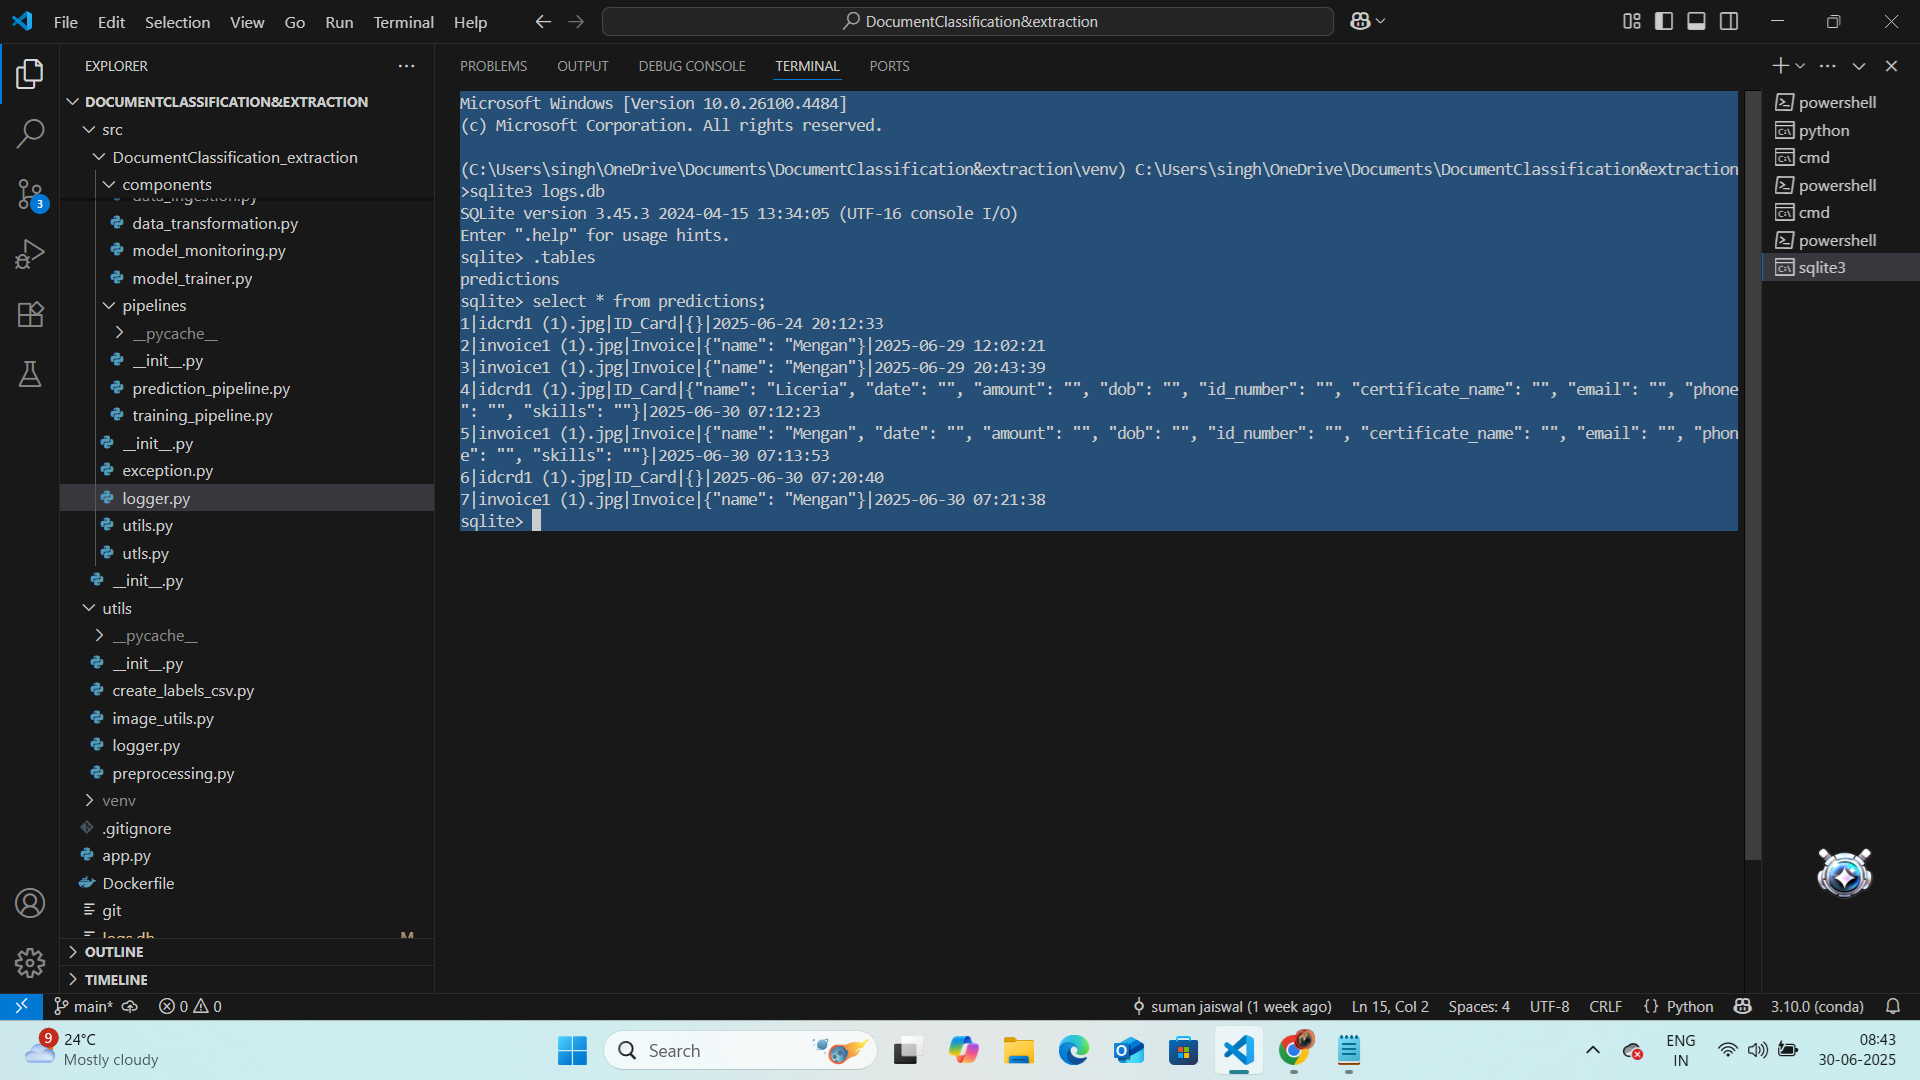 File Edit Selection View Go Run Terminal Help
DocumentClassification&extraction
EXPLORER
DOCUMENTCLASSIFICATION&EXTRACTION
src
DocumentClassification_extraction
components
data_ingestion.py
data_transformation.py
model_monitoring.py
model_trainer.py
pipelines
__pycache__
__init__.py
prediction_pipeline.py
training_pipeline.py
__init__.py
exception.py
logger.py
utils.py
utls.py
__init__.py
utils
__pycache__
__init__.py
create_labels_csv.py
image_utils.py
logger.py
preprocessing.py
venv
.gitignore
app.py
Dockerfile
git
logs.db M
OUTLINE
TIMELINE
3
PROBLEMS OUTPUT DEBUG CONSOLE TERMINAL PORTS
Microsoft Windows [Version 10.0.26100.4484]
(c) Microsoft Corporation. All rights reserved.
(C:\Users\singh\OneDrive\Documents\DocumentClassification&extraction\venv) C:\Users\singh\OneDrive\Documents\DocumentClassification&extraction
>sqlite3 logs.db
SQLite version 3.45.3 2024-04-15 13:34:05 (UTF-16 console I/O)
Enter ".help" for usage hints.
sqlite> .tables
predictions
sqlite> select * from predictions;
1|idcrd1 (1).jpg|ID_Card|{}|2025-06-24 20:12:33
2|invoice1 (1).jpg|Invoice|{"name": "Mengan"}|2025-06-29 12:02:21
3|invoice1 (1).jpg|Invoice|{"name": "Mengan"}|2025-06-29 20:43:39
4|idcrd1 (1).jpg|ID_Card|{"name": "Liceria", "date": "", "amount": "", "dob": "", "id_number": "", "certificate_name": "", "email": "", "phone
": "", "skills": ""}|2025-06-30 07:12:23
5|invoice1 (1).jpg|Invoice|{"name": "Mengan", "date": "", "amount": "", "dob": "", "id_number": "", "certificate_name": "", "email": "", "phon
e": "", "skills": ""}|2025-06-30 07:13:53
6|idcrd1 (1).jpg|ID_Card|{}|2025-06-30 07:20:40
7|invoice1 (1).jpg|Invoice|{"name": "Mengan"}|2025-06-30 07:21:38
sqlite>
powershell
python
cmd
powershell
cmd
powershell
sqlite3
main* 0 0 suman jaiswal (1 week ago) Ln 15, Col 2 Spaces: 4 UTF-8 CRLF {} Python 3.10.0 (conda)
9
24°C
Mostly cloudy
Search
ENG
IN
08:43
30-06-2025